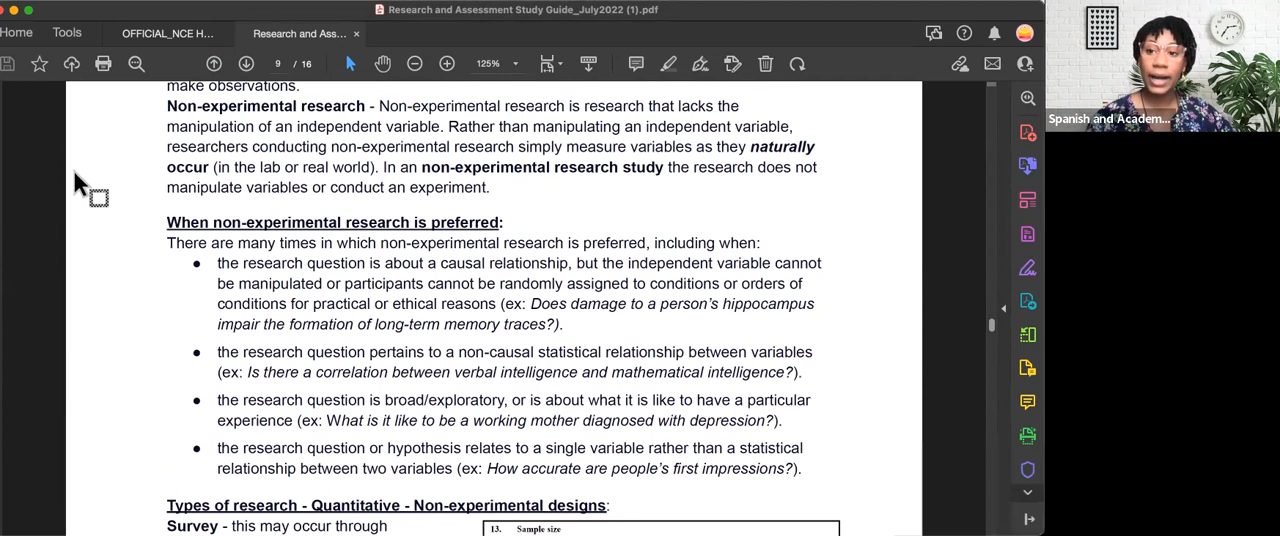 Research and Assessment Study Guide_July2022 (1).pdf
Home
Tools
OFFICIAL_NCE H...
Research and Ass... ×
9 / 16
125%
make observations.
Non-experimental research - Non-experimental research is research that lacks the
manipulation of an independent variable. Rather than manipulating an independent variable,
researchers conducting non-experimental research simply measure variables as they naturally
occur (in the lab or real world). In an non-experimental research study the research does not
manipulate variables or conduct an experiment.
When non-experimental research is preferred:
There are many times in which non-experimental research is preferred, including when:
● the research question is about a causal relationship, but the independent variable cannot
be manipulated or participants cannot be randomly assigned to conditions or orders of
conditions for practical or ethical reasons (ex: Does damage to a person's hippocampus
impair the formation of long-term memory traces?).
● the research question pertains to a non-causal statistical relationship between variables
(ex: Is there a correlation between verbal intelligence and mathematical intelligence?).
● the research question is broad/exploratory, or is about what it is like to have a particular
experience (ex: What is it like to be a working mother diagnosed with depression?).
● the research question or hypothesis relates to a single variable rather than a statistical
relationship between two variables (ex: How accurate are people's first impressions?).
Types of research - Quantitative - Non-experimental designs:
Survey - this may occur through
13. Sample size
Spanish and Academ...